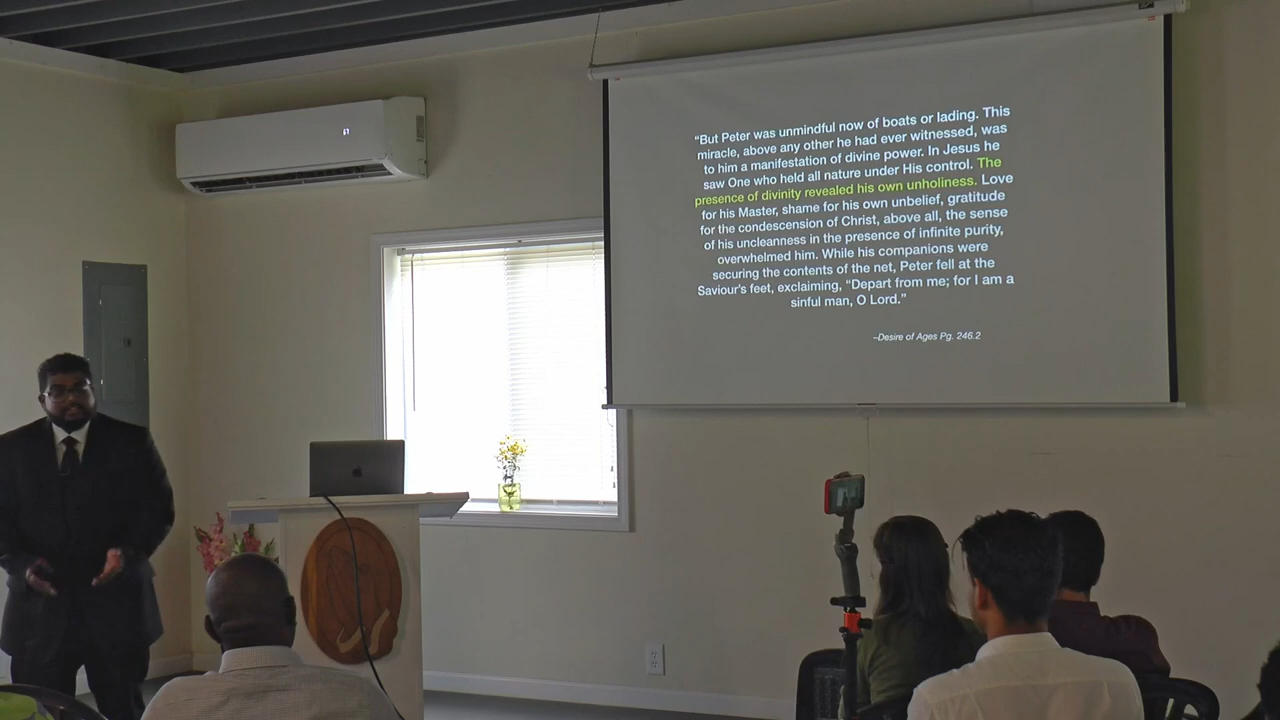 “But Peter was unmindful now of boats or lading. This
miracle, above any other he had ever witnessed, was
to him a manifestation of divine power. In Jesus he
saw One who held all nature under His control. The
presence of divinity revealed his own unholiness. Love
for his Master, shame for his own unbelief, gratitude
for the condescension of Christ, above all, the sense
of his uncleanness in the presence of infinite purity,
overwhelmed him. While his companions were
securing the contents of the net, Peter fell at the
Saviour’s feet, exclaiming, “Depart from me; for I am a
sinful man, O Lord.”
–Desire of Ages Pg. 246.2